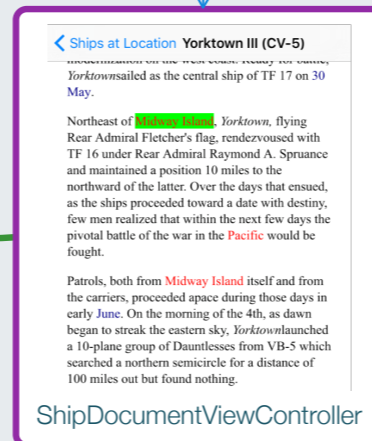 Ships at Location Yorktown III (CV-5)
modernization on the west coast. Ready for battle,
Yorktownsailed as the central ship of TF 17 on 30
May.
Northeast of Midway Island, Yorktown, flying
Rear Admiral Fletcher's flag, rendezvoused with
TF 16 under Rear Admiral Raymond A. Spruance
and maintained a position 10 miles to the
northward of the latter. Over the days that ensued,
as the ships proceeded toward a date with destiny,
few men realized that within the next few days the
pivotal battle of the war in the Pacific would be
fought.
Patrols, both from Midway Island itself and from
the carriers, proceeded apace during those days in
early June. On the morning of the 4th, as dawn
began to streak the eastern sky, Yorktownlaunched
a 10-plane group of Dauntlesses from VB-5 which
searched a northern semicircle for a distance of
100 miles out but found nothing.
ShipDocumentViewController